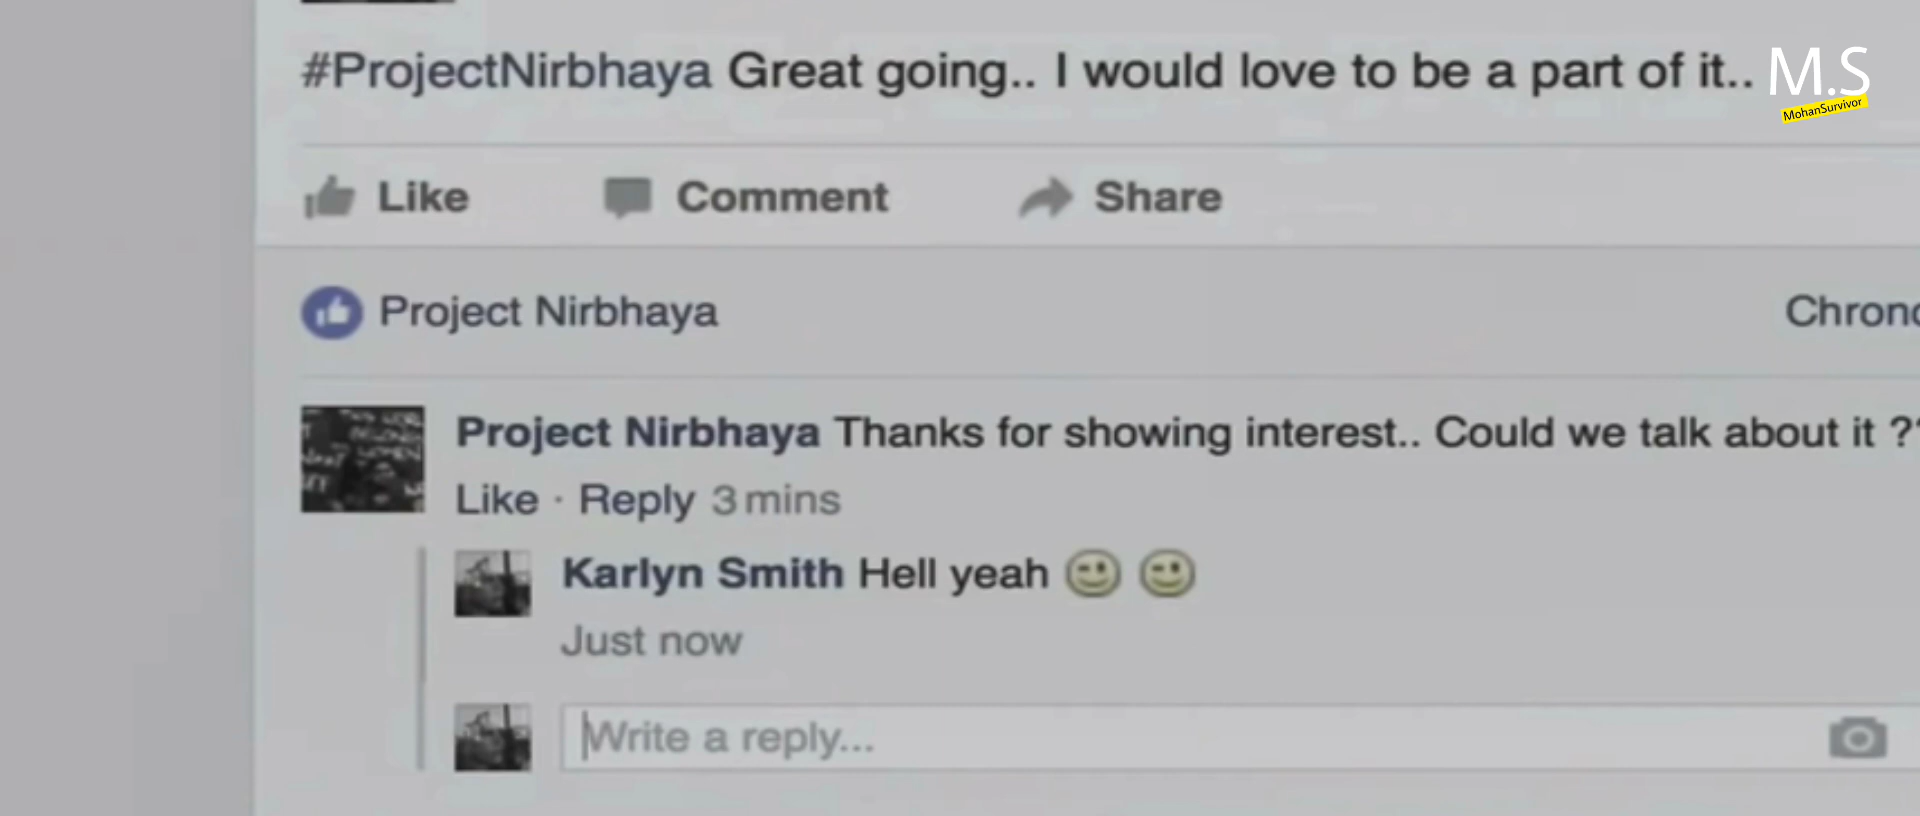 #ProjectNirbhaya Great going.. I would love to be a part of it..
M.S
MohanSurvivor
Like Comment Share
Project Nirbhaya
Project Nirbhaya Thanks for showing interest.. Could we talk about it ??
Like · Reply 3 mins
Karlyn Smith Hell yeah
Just now
Write a reply...